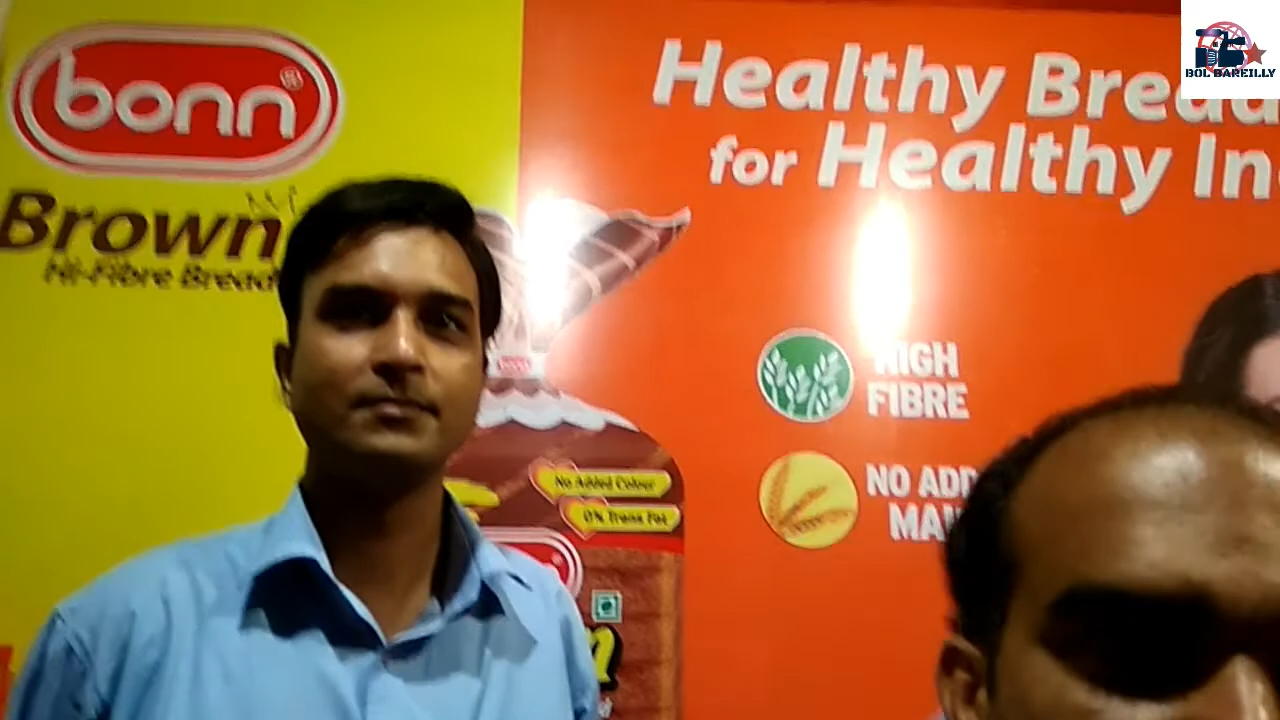 bonn®
Brown
Hi-Fibre Bread
Healthy Bread
for Healthy In
HIGH
FIBRE
NO ADD
MAI
No Added Colour
0% Trans Fat
BOL BAREILLY